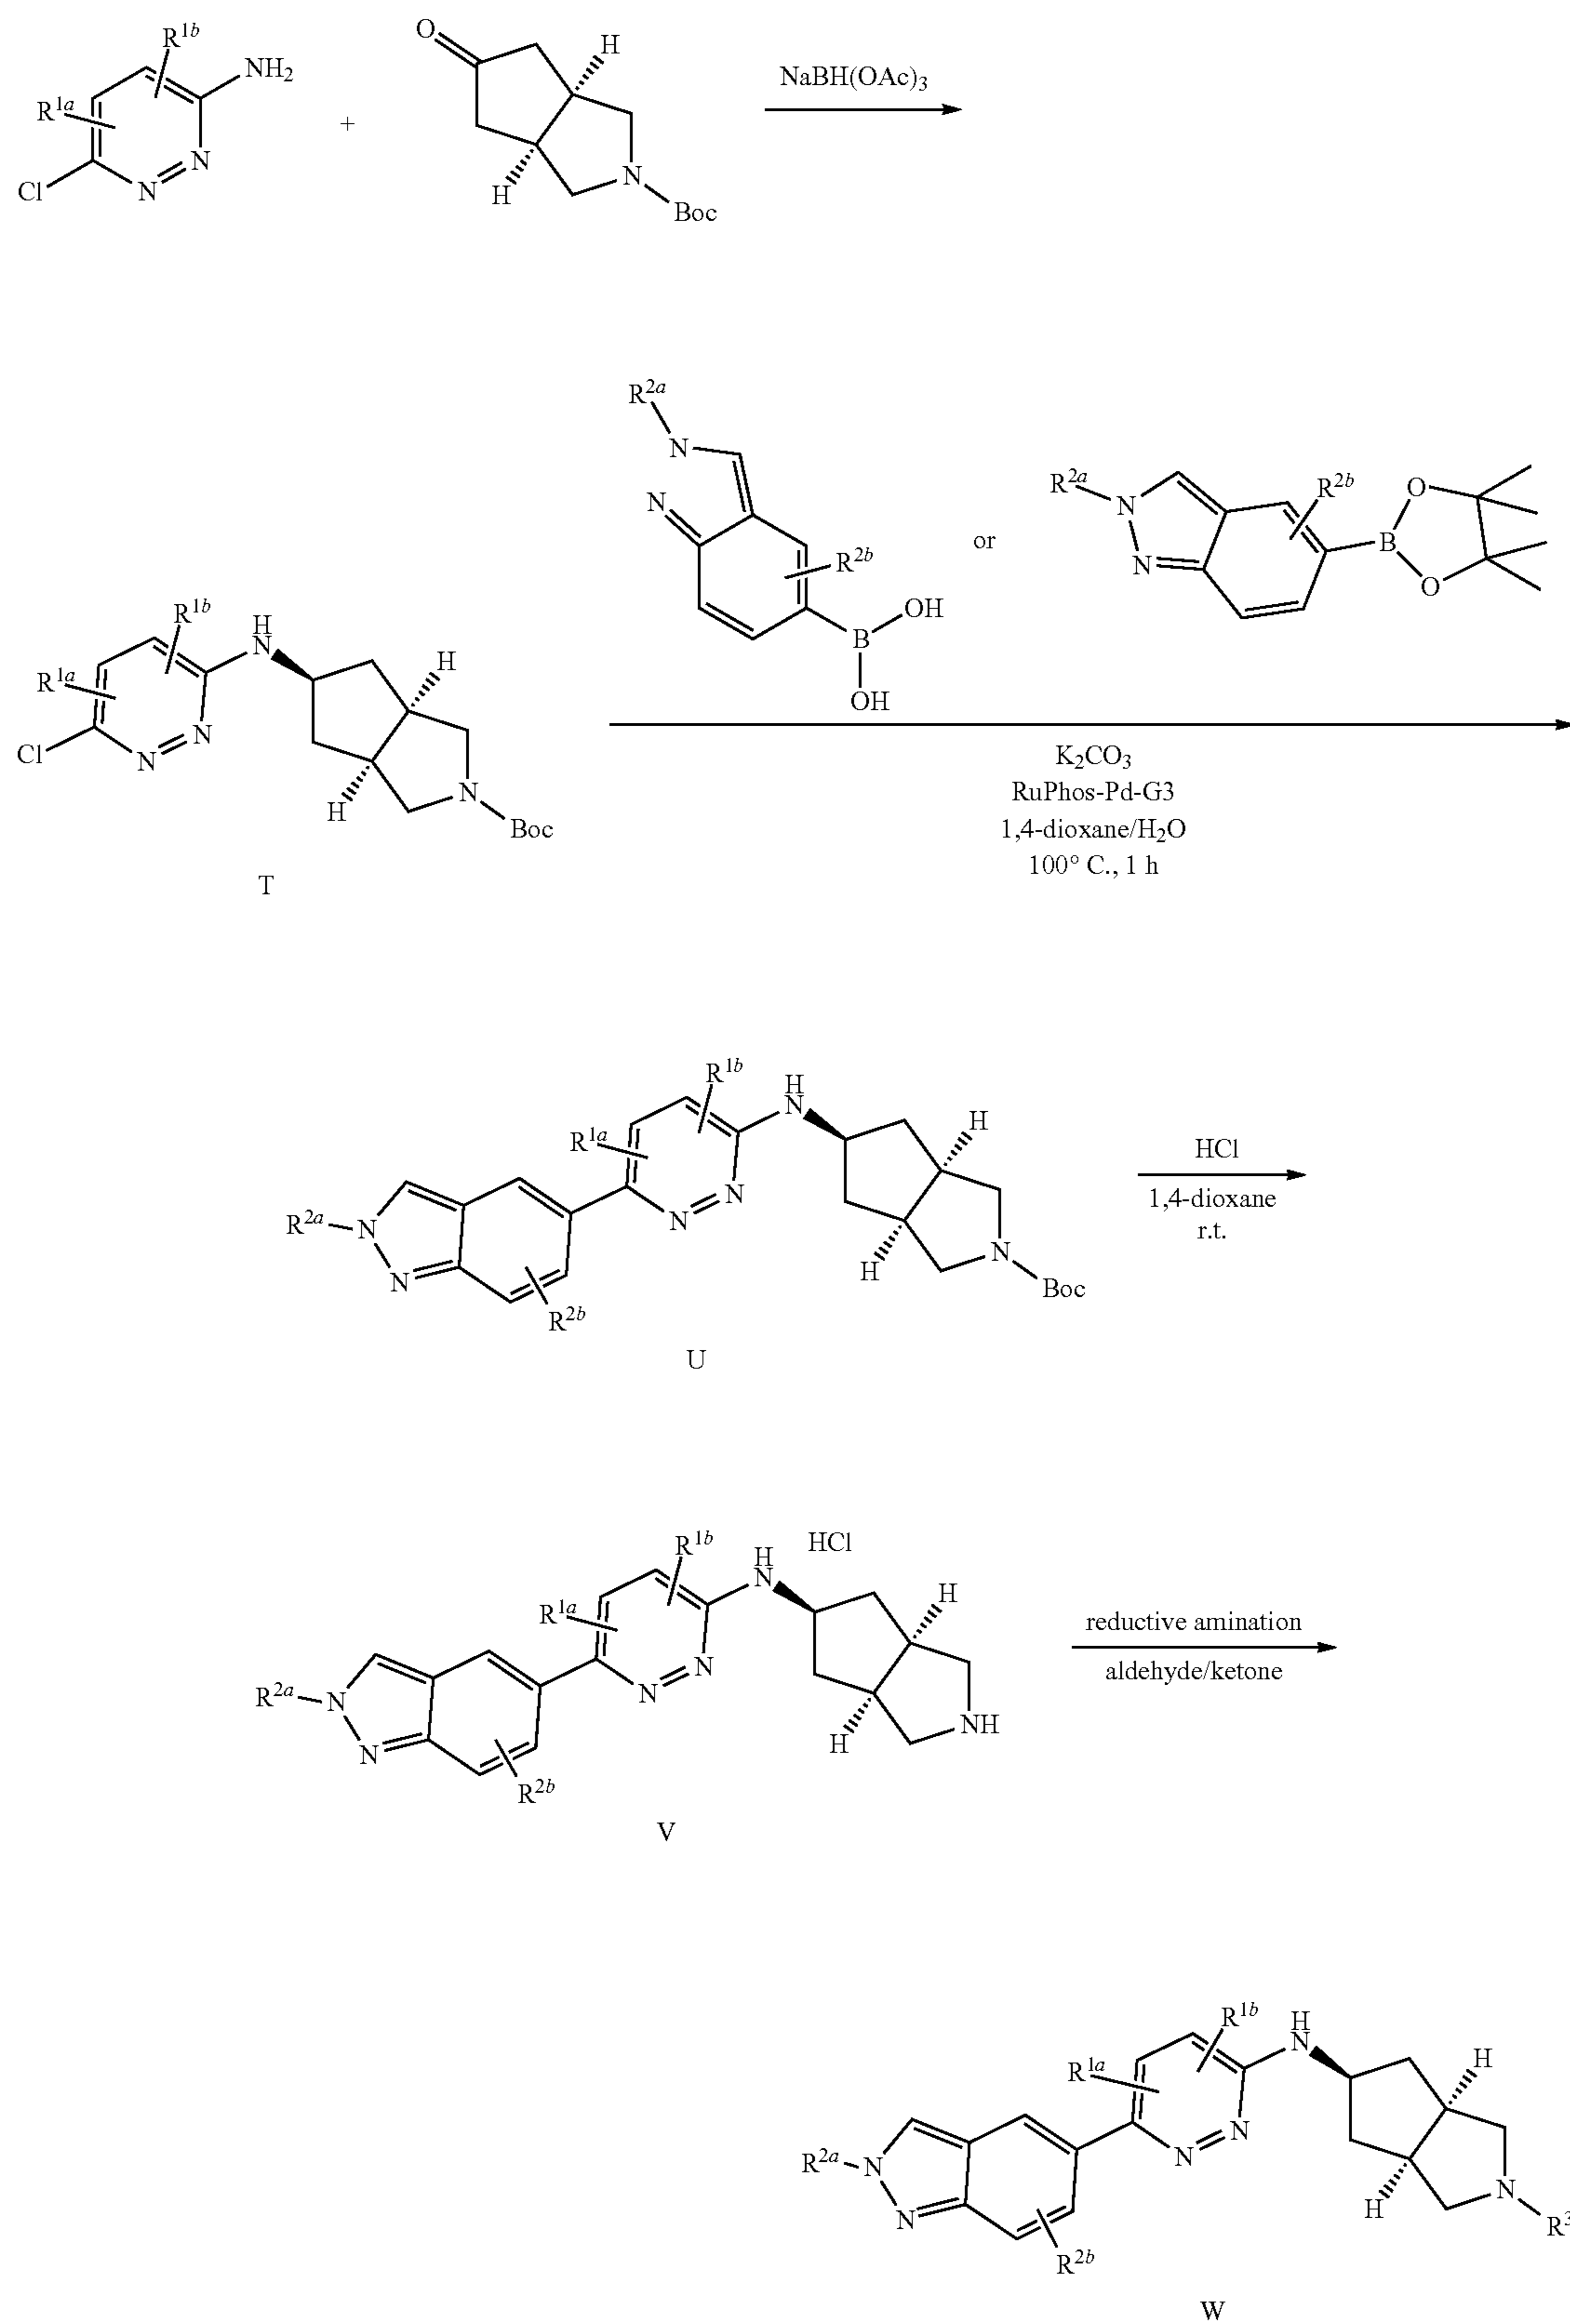 R1b
NH2
R1a
Cl
N
N
+
O
H
H
N
Boc
NaBH(OAc)3
R1b
H
N
R1a
Cl
N
N
H
H
N
Boc
T
R2a
N
N
R2b
B
OH
OH
or
R2a
N
N
R2b
B
O
O
K2CO3
RuPhos-Pd-G3
1,4-dioxane/H2O
100° C., 1 h
R1b
H
N
R1a
N
N
R2a
N
N
R2b
H
H
N
Boc
U
HCl
1,4-dioxane
r.t.
R1b
H
N
HCl
R1a
N
N
R2a
N
N
R2b
H
H
NH
V
reductive amination
aldehyde/ketone
R1b
H
N
R1a
N
N
R2a
N
N
R2b
H
H
N
R3
W